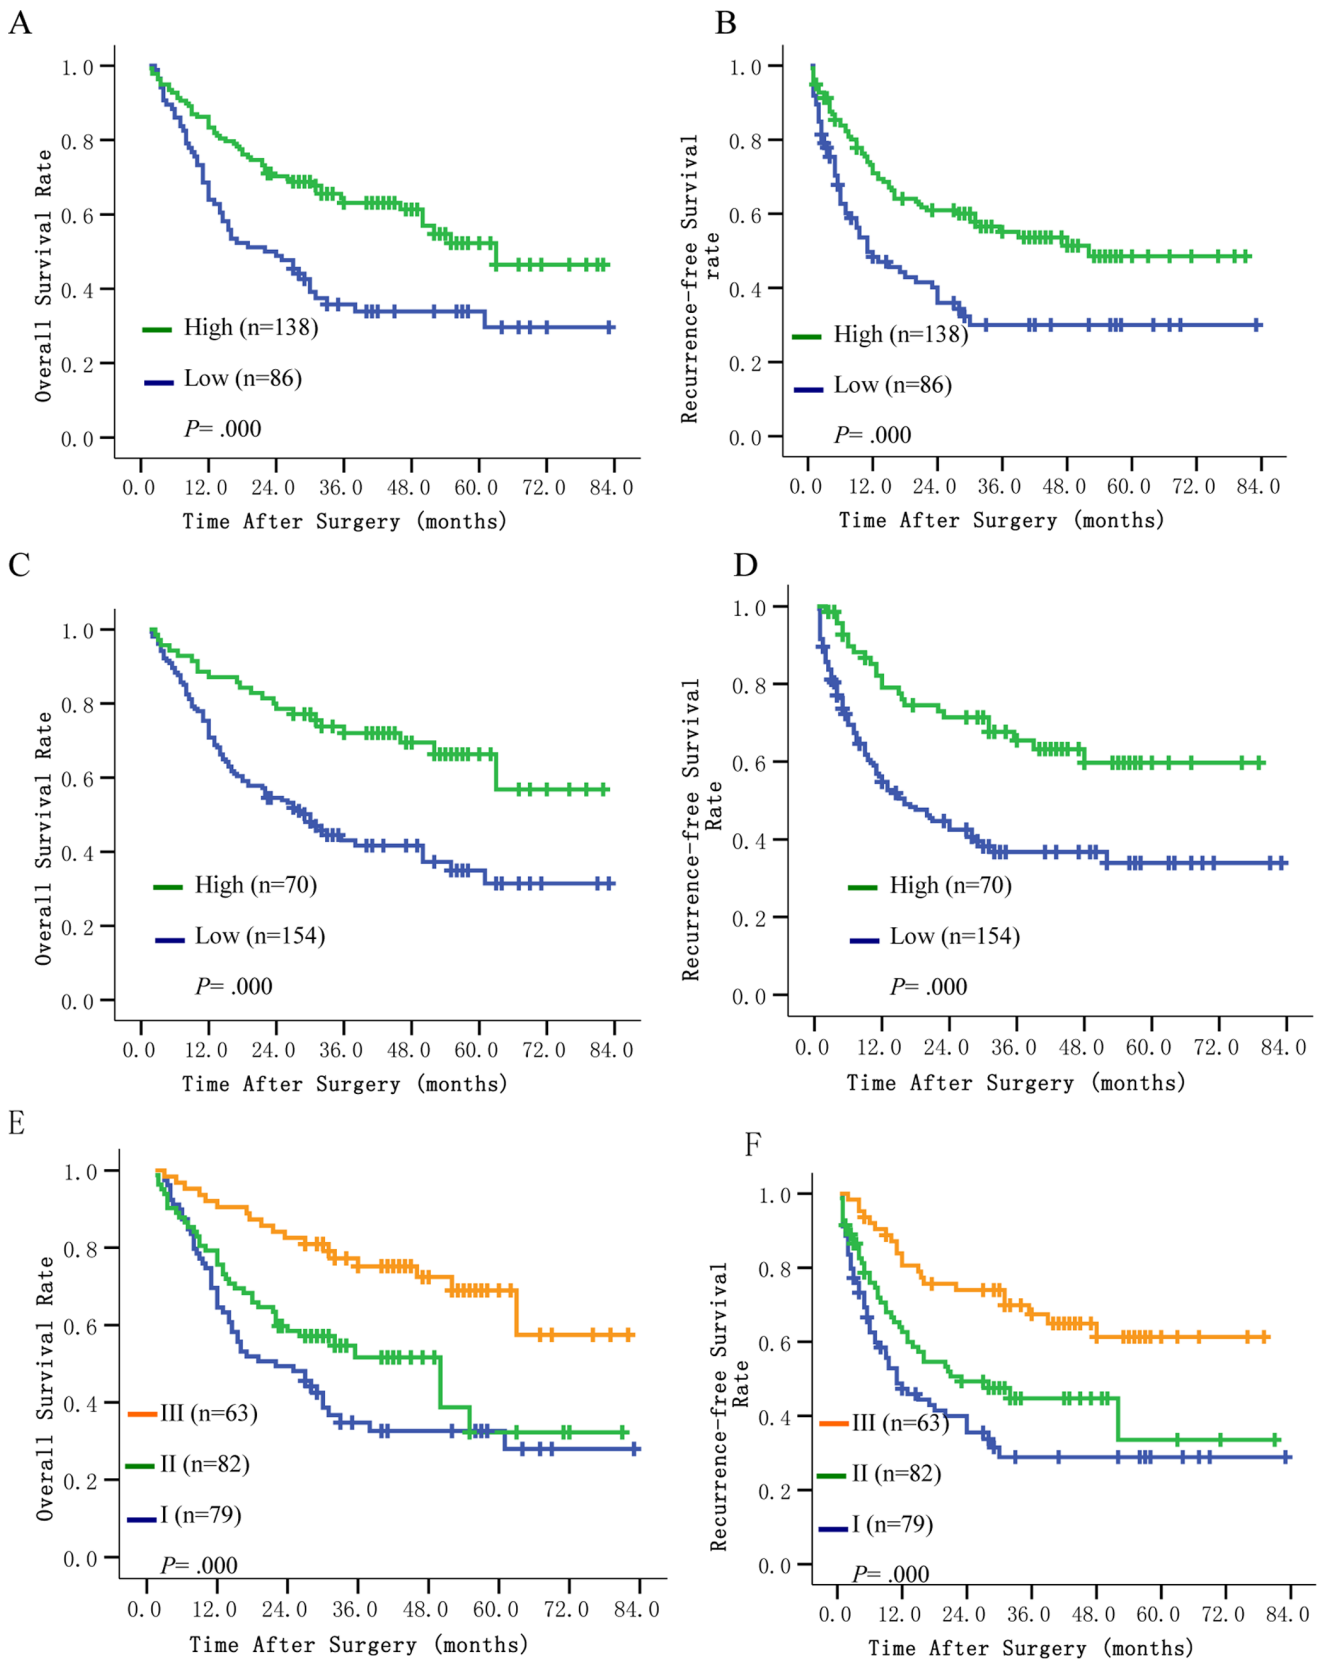 A
Overall Survival Rate
1.0
0.8
0.6
0.4
0.2
0.0
High (n=138)
Low (n=86)
P= .000
0.0 12.0 24.0 36.0 48.0 60.0 72.0 84.0
Time After Surgery (months)
B
Recurrence-free Survival
rate
1.0
0.8
0.6
0.4
0.2
0.0
High (n=138)
Low (n=86)
P= .000
0.0 12.0 24.0 36.0 48.0 60.0 72.0 84.0
Time After Surgery (months)
C
Overall Survival Rate
1.0
0.8
0.6
0.4
0.2
0.0
High (n=70)
Low (n=154)
P= .000
0.0 12.0 24.0 36.0 48.0 60.0 72.0 84.0
Time After Surgery (months)
D
Recurrence-free Survival
Rate
1.0
0.8
0.6
0.4
0.2
0.0
High (n=70)
Low (n=154)
P= .000
0.0 12.0 24.0 36.0 48.0 60.0 72.0 84.0
Time After Surgery (months)
E
Overall Survival Rate
1.0
0.8
0.6
0.4
0.2
0.0
III (n=63)
II (n=82)
I (n=79)
P= .000
0.0 12.0 24.0 36.0 48.0 60.0 72.0 84.0
Time After Surgery (months)
F
Recurrence-free Survival
Rate
1.0
0.8
0.6
0.4
0.2
0.0
III (n=63)
II (n=82)
I (n=79)
P= .000
0.0 12.0 24.0 36.0 48.0 60.0 72.0 84.0
Time After Surgery (months)